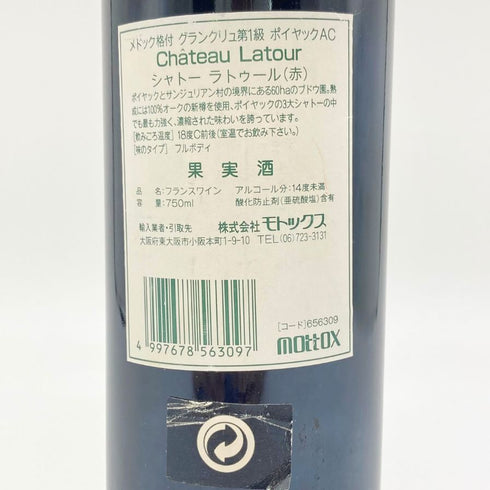 メドック格付 グランクリュ第1級 ポイヤックAC
Château Latour
シャトー ラトゥール(赤)
ポイヤックとサンジュリアン村の境界にある60haのブドウ園。熟
成には100%オークの新樽を使用、ポイヤックの3大シャトーの中
でも最も力強く、濃縮された味わいを誇っています。
[飲みごろ温度] 18度C前後(室温でお飲み下さい。)
[味のタイプ] フルボディ
果実酒
品 名:フランスワイン アルコール分:14度未満
容 量:750ml 酸化防止剤(亜硫酸塩)含有
輸入業者・引取先 株式会社モトックス
大阪府東大阪市小阪本町1-9-10 TEL(06)723-3131
[コード]656309
4 997678 563097
mottox